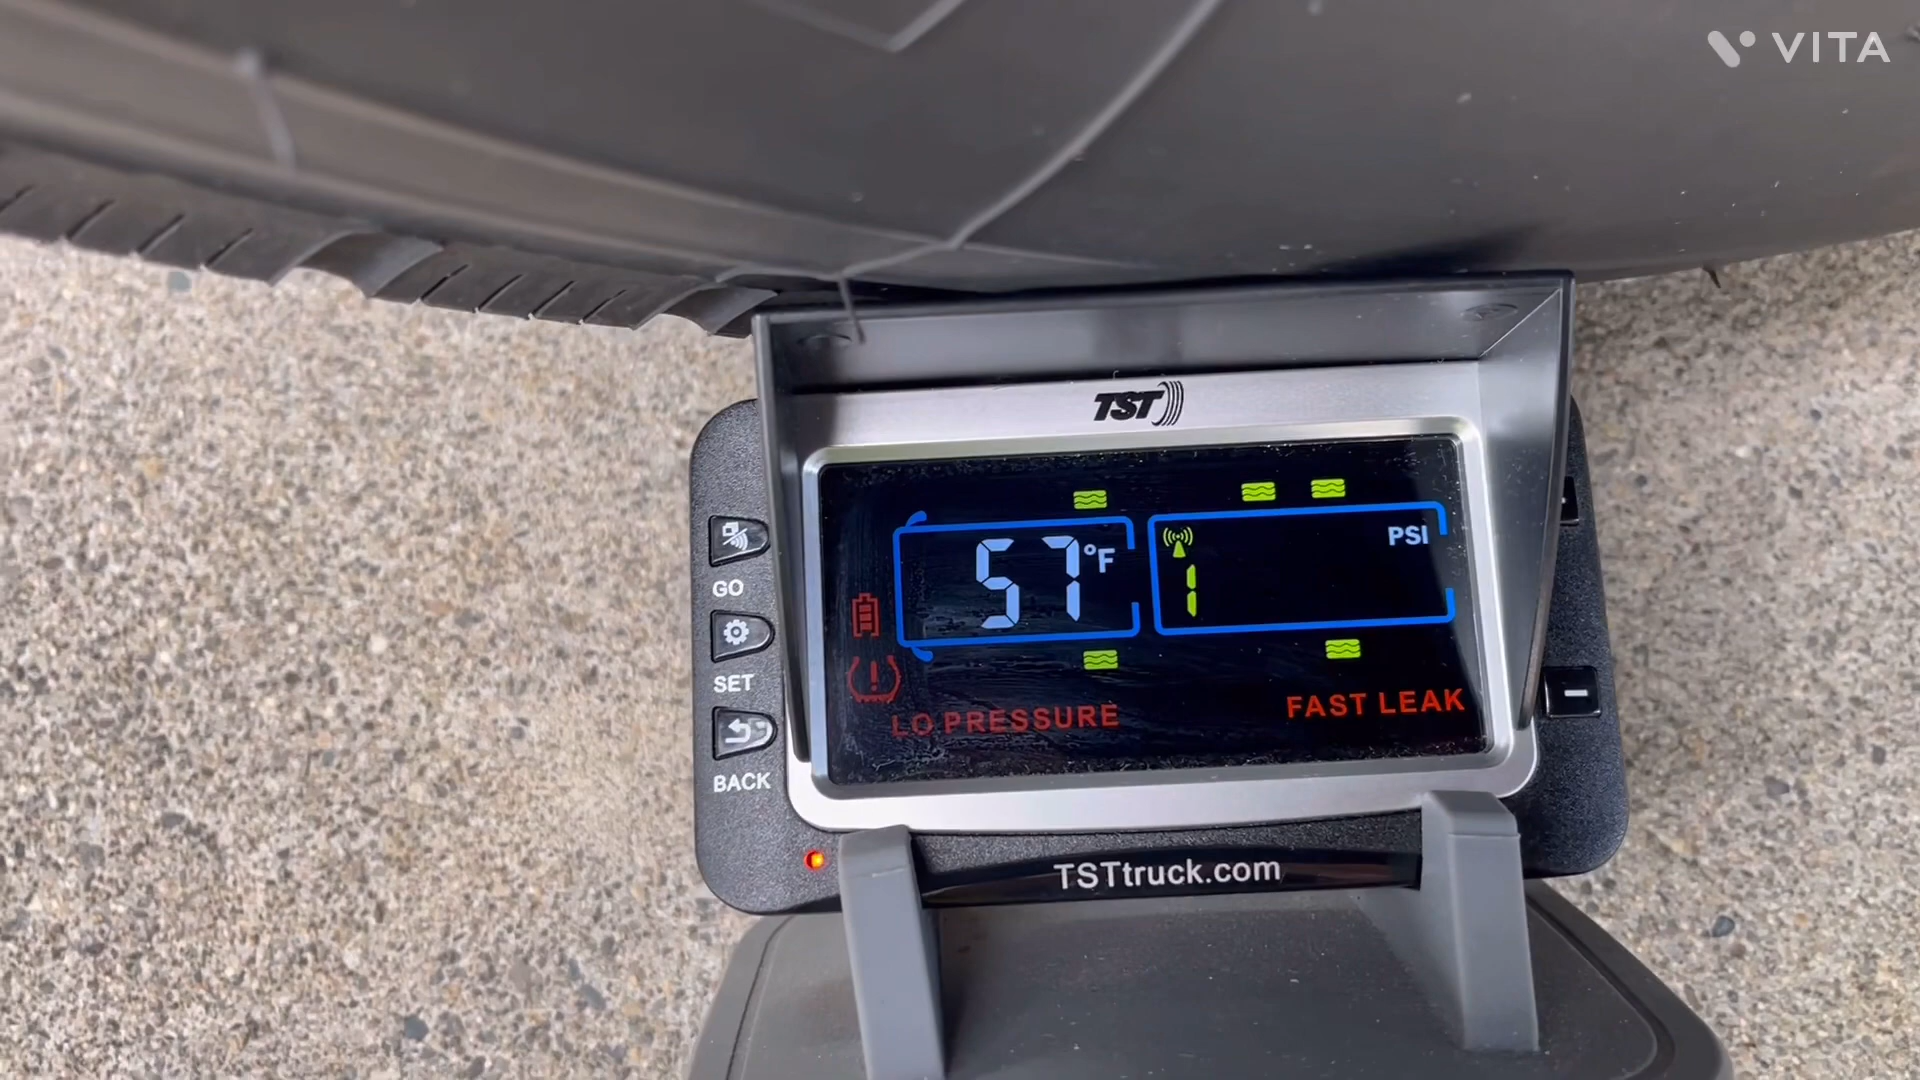 VITA
TST
57°F
1
PSI
GO
SET
BACK
LO PRESSURE
FAST LEAK
TSTtruck.com